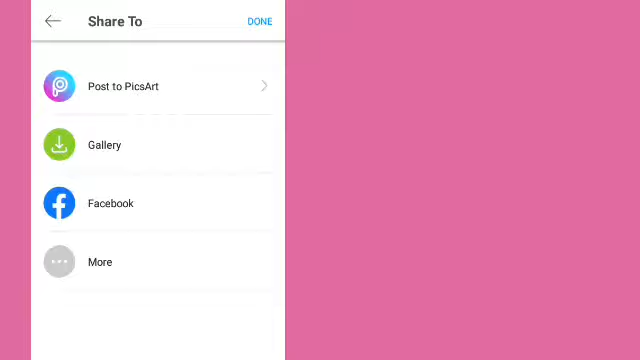 Share To
DONE
Post to PicsArt
Gallery
Facebook
More